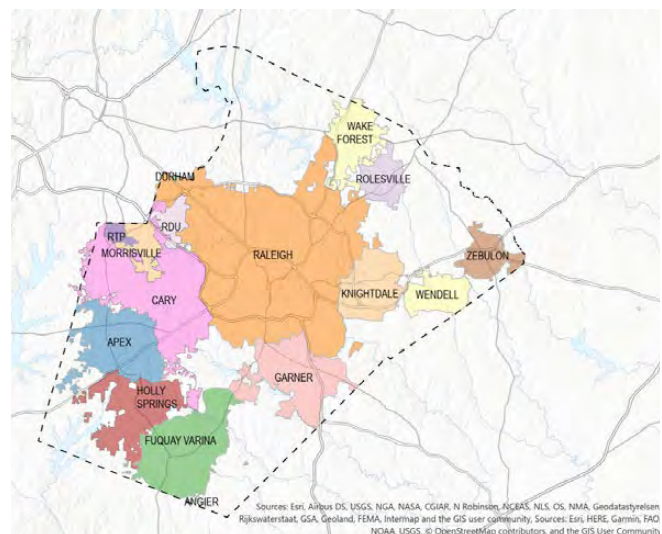 WAKE
FOREST
DURHAM
ROLESVILLE
RDU
RTP
MORRISVILLE
RALEIGH
ZEBULON
CARY
KNIGHTDALE
WENDELL
APEX
GARNER
HOLLY
SPRINGS
FUQUAY VARINA
ANGIER
Sources: Esri, Airbus DS, USGS, NGA, NASA, CGIAR, N Robinson, NCEAS, NLS, OS, NMA, Geodatastyrelsen,
Rijkswaterstaat, GSA, Geoland, FEMA, Intermap and the GIS user community, Sources: Esri, HERE, Garmin, FAO,
NOAA, USGS, © OpenStreetMap contributors, and the GIS User Community